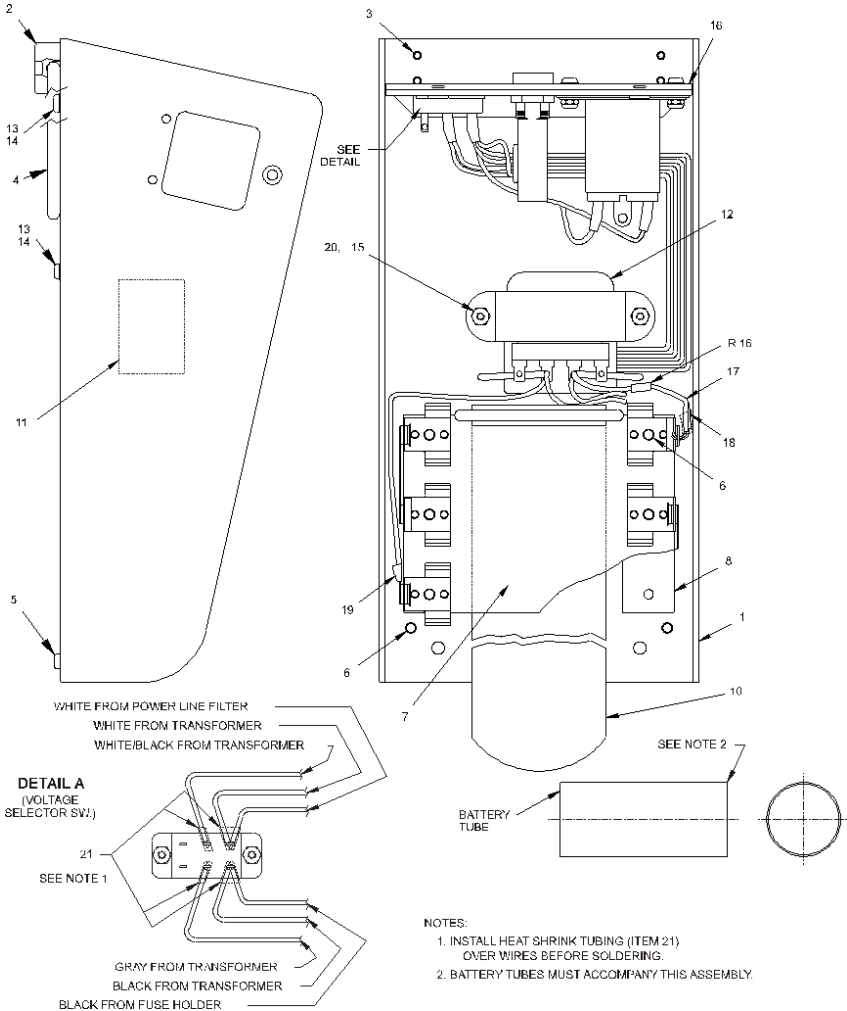 2
3
16
13
14
SEE
DETAIL
4
13
14
20, 15
12
R 16
17
11
18
6
8
19
5
1
6
7
10
WHITE FROM POWER LINE FILTER
WHITE FROM TRANSFORMER
WHITE/BLACK FROM TRANSFORMER
SEE NOTE 2
DETAIL A
(VOLTAGE
SELECTOR SW.)
BATTERY
TUBE
21
SEE NOTE 1
NOTES:
1. INSTALL HEAT SHRINK TUBING (ITEM 21)
OVER WIRES BEFORE SOLDERING.
2. BATTERY TUBES MUST ACCOMPANY THIS ASSEMBLY.
GRAY FROM TRANSFORMER
BLACK FROM TRANSFORMER
BLACK FROM FUSE HOLDER